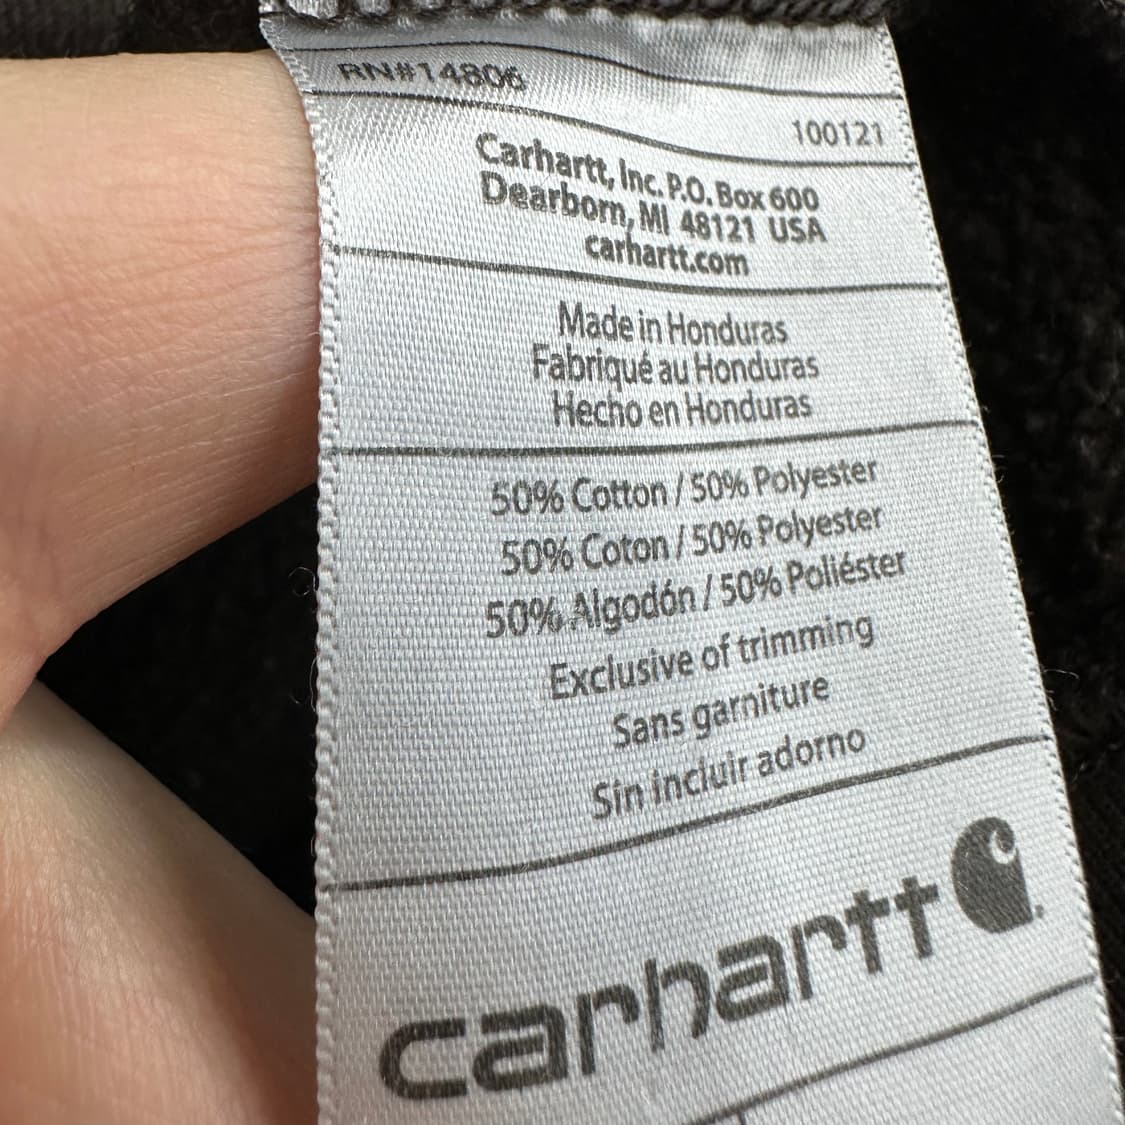 RN#14806
100121
Carhartt, Inc. P.O. Box 600
Dearborn, MI 48121 USA
carhartt.com
Made in Honduras
Fabriqué au Honduras
Hecho en Honduras
50% Cotton / 50% Polyester
50% Coton / 50% Polyester
50% Algodón / 50% Poliéster
Exclusive of trimming
Sans garniture
Sin incluir adorno
carhartt